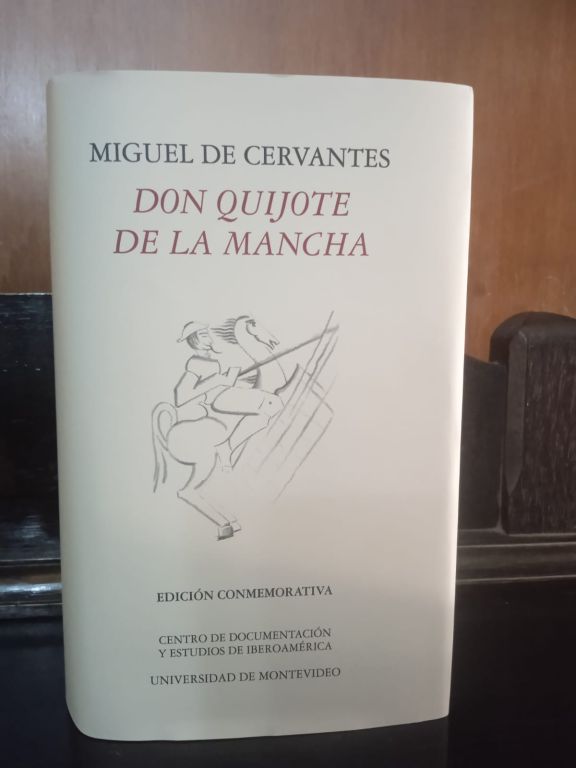 MIGUEL DE CERVANTES
DON QUIJOTE
DE LA MANCHA
EDICIÓN CONMEMORATIVA
CENTRO DE DOCUMENTACIÓN
Y ESTUDIOS DE IBEROAMÉRICA
UNIVERSIDAD DE MONTEVIDEO